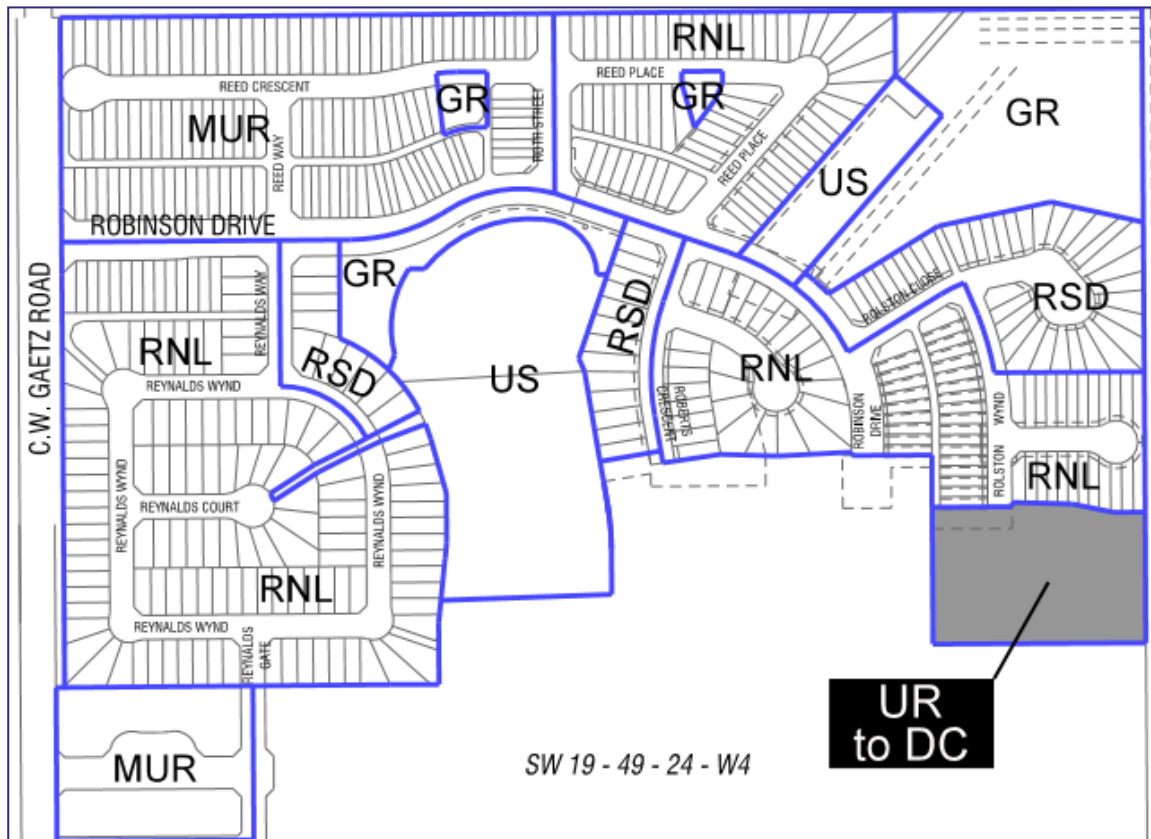 RNL
REED PLACE
REED CRESCENT
GR
GR
GR
MUR
RUTH STREET
REED WAY
REED PLACE
US
ROBINSON DRIVE
C.W. GAETZ ROAD
REYNALDS WAY
GR
RSD
ROLSTON CLOSE
RSD
RNL
RSD
US
RNL
REYNALDS WYND
ROBERTS
CRESCENT
ROBINSON
DRIVE
ROLSTON WYND
RNL
REYNALDS WYND
REYNALDS COURT
REYNALDS WYND
RNL
REYNALDS WYND
REYNALDS
GATE
UR
to DC
MUR
SW 19 - 49 - 24 - W4